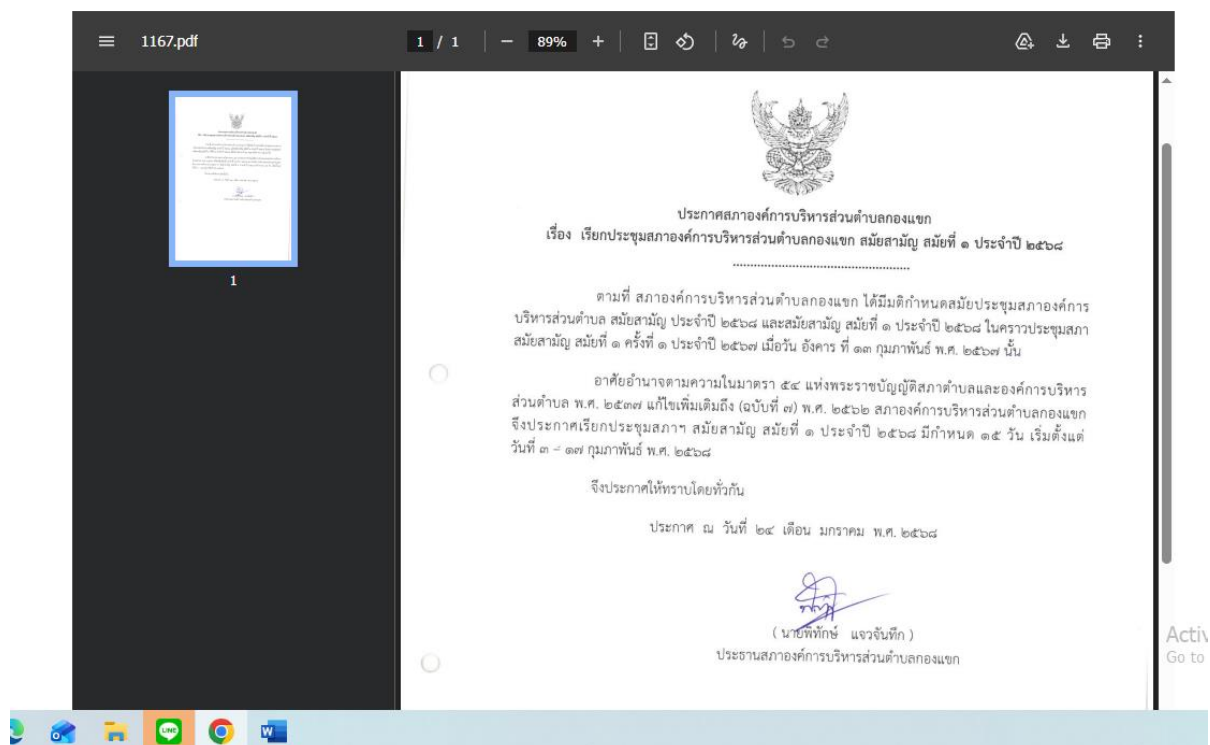 1167.pdf
1 / 1
89%
1
ประกาศสภาองค์การบริหารส่วนตำบลกองแขก
เรื่อง เรียกประชุมสภาองค์การบริหารส่วนตำบลกองแขก สมัยสามัญ สมัยที่ ๑ ประจำปี ๒๕๖๘
ตามที่ สภาองค์การบริหารส่วนตำบลกองแขก ได้มีมติกำหนดสมัยประชุมสภาองค์การ
บริหารส่วนตำบล สมัยสามัญ ประจำปี ๒๕๖๘ และสมัยสามัญ สมัยที่ ๑ ประจำปี ๒๕๖๘ ในคราวประชุมสภา
สมัยสามัญ สมัยที่ ๑ ครั้งที่ ๑ ประจำปี ๒๕๖๗ เมื่อวัน อังคาร ที่ ๑๓ กุมภาพันธ์ พ.ศ. ๒๕๖๗ นั้น
อาศัยอำนาจตามความในมาตรา ๕๔ แห่งพระราชบัญญัติสภาตำบลและองค์การบริหาร
ส่วนตำบล พ.ศ. ๒๕๓๗ แก้ไขเพิ่มเติมถึง (ฉบับที่ ๗) พ.ศ. ๒๕๖๒ สภาองค์การบริหารส่วนตำบลกองแขก
จึงประกาศเรียกประชุมสภาฯ สมัยสามัญ สมัยที่ ๑ ประจำปี ๒๕๖๘ มีกำหนด ๑๕ วัน เริ่มตั้งแต่
วันที่ ๓ – ๑๗ กุมภาพันธ์ พ.ศ. ๒๕๖๘
จึงประกาศให้ทราบโดยทั่วกัน
ประกาศ ณ วันที่ ๒๔ เดือน มกราคม พ.ศ. ๒๕๖๘
( นายพิทักษ์ แจวจันทึก )
ประธานสภาองค์การบริหารส่วนตำบลกองแขก
Go to
LINE
W